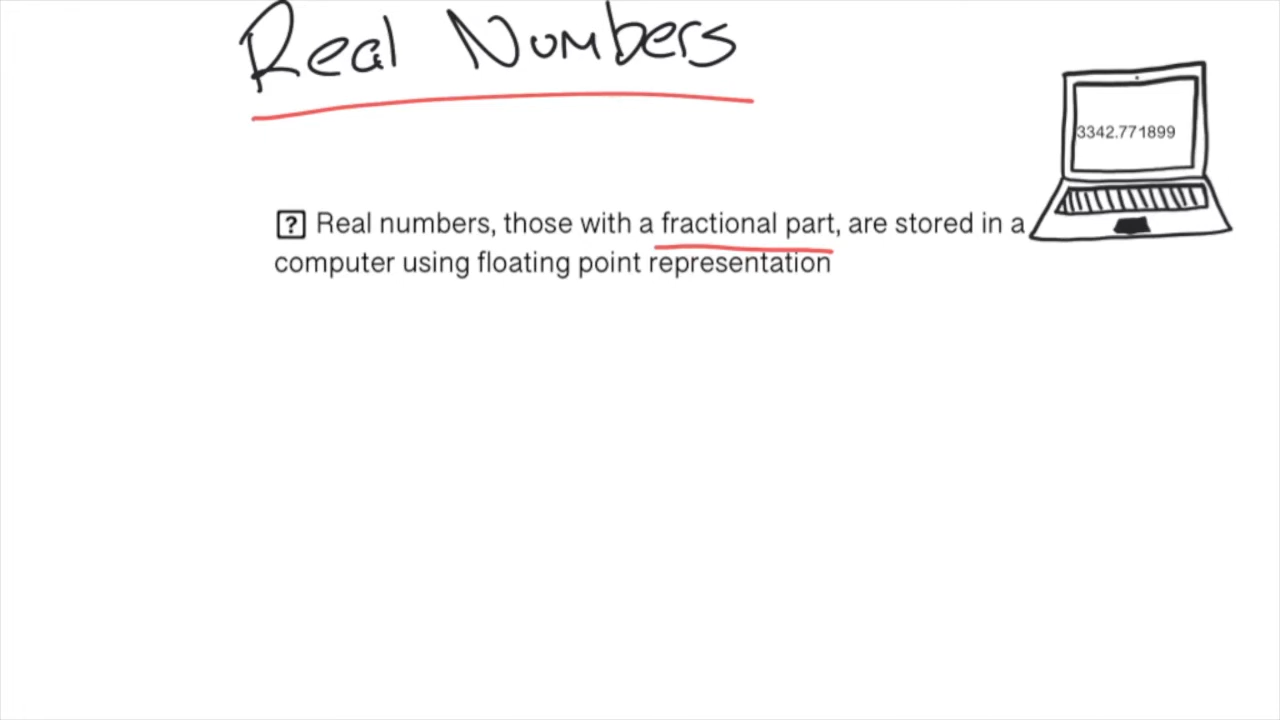 Real Numbers
3342.771899
? Real numbers, those with a fractional part, are stored in a
computer using floating point representation